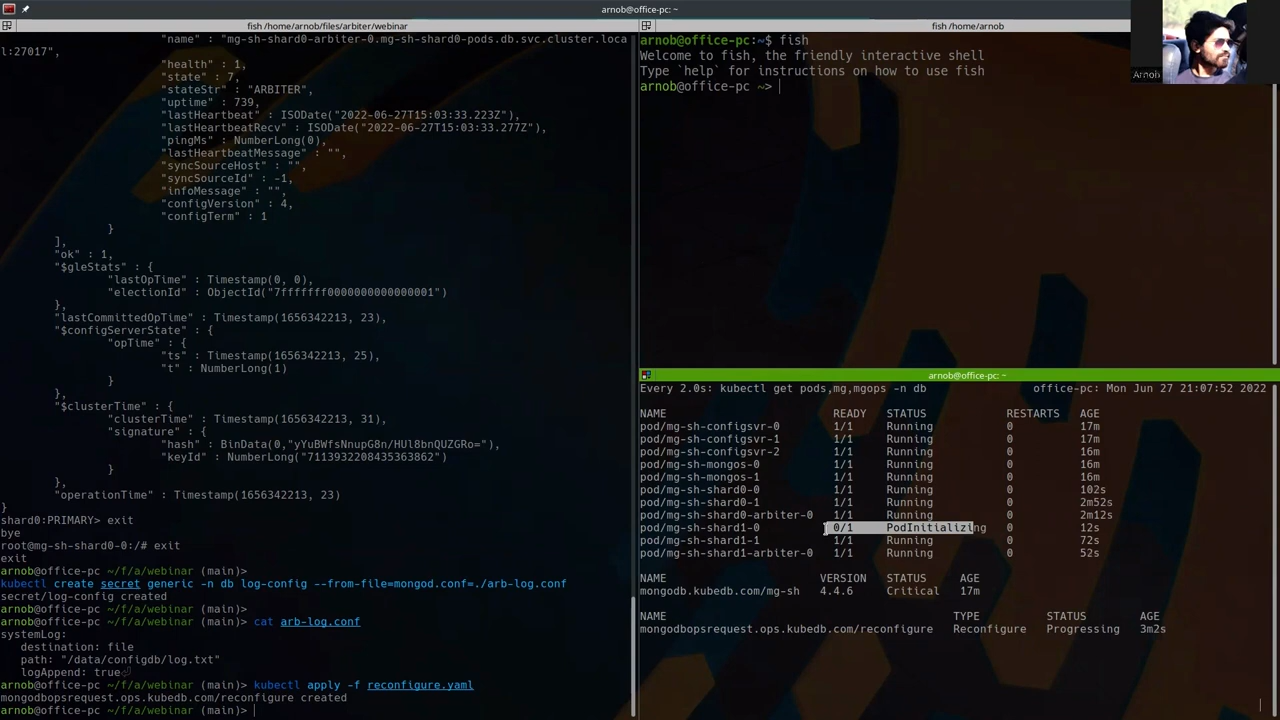 arnob@office-pc: ~
fish /home/arnob/files/arbiter/webinar
"name" : "mg-sh-shard0-arbiter-0.mg-sh-shard0-pods.db.svc.cluster.loca
l:27017",
"health" : 1,
"state" : 7,
"stateStr" : "ARBITER",
"uptime" : 739,
"lastHeartbeat" : ISODate("2022-06-27T15:03:33.223Z"),
"lastHeartbeatRecv" : ISODate("2022-06-27T15:03:33.277Z"),
"pingMs" : NumberLong(0),
"lastHeartbeatMessage" : "",
"syncSourceHost" : "",
"syncSourceId" : -1,
"infoMessage" : "",
"configVersion" : 4,
"configTerm" : 1
}
],
"ok" : 1,
"$gleStats" : {
"lastOpTime" : Timestamp(0, 0),
"electionId" : ObjectId("7fffffff0000000000000001")
},
"lastCommittedOpTime" : Timestamp(1656342213, 23),
"$configServerState" : {
"opTime" : {
"ts" : Timestamp(1656342213, 25),
"t" : NumberLong(1)
}
},
"$clusterTime" : {
"clusterTime" : Timestamp(1656342213, 31),
"signature" : {
"hash" : BinData(0,"yYuBWfsNnupG8n/HUl8bnQUZGRo="),
"keyId" : NumberLong("7113932208435363862")
}
},
"operationTime" : Timestamp(1656342213, 23)
}
shard0:PRIMARY> exit
bye
root@mg-sh-shard0-0:/# exit
exit
arnob@office-pc ~/f/a/webinar (main)>
kubectl create secret generic -n db log-config --from-file=mongod.conf=./arb-log.conf
secret/log-config created
arnob@office-pc ~/f/a/webinar (main)>
arnob@office-pc ~/f/a/webinar (main)> cat arb-log.conf
systemLog:
destination: file
path: "/data/configdb/log.txt"
logAppend: true⏎
arnob@office-pc ~/f/a/webinar (main)> kubectl apply -f reconfigure.yaml
mongodbopsrequest.ops.kubedb.com/reconfigure created
arnob@office-pc ~/f/a/webinar (main)>
fish /home/arnob
arnob@office-pc:~$ fish
Welcome to fish, the friendly interactive shell
Type `help` for instructions on how to use fish
arnob@office-pc ~>
Arnob
arnob@office-pc: ~
Every 2.0s: kubectl get pods,mg,mgops -n db office-pc: Mon Jun 27 21:07:52 2022
NAME READY STATUS RESTARTS AGE
pod/mg-sh-configsvr-0 1/1 Running 0 17m
pod/mg-sh-configsvr-1 1/1 Running 0 17m
pod/mg-sh-configsvr-2 1/1 Running 0 16m
pod/mg-sh-mongos-0 1/1 Running 0 16m
pod/mg-sh-mongos-1 1/1 Running 0 16m
pod/mg-sh-shard0-0 1/1 Running 0 102s
pod/mg-sh-shard0-1 1/1 Running 0 2m52s
pod/mg-sh-shard0-arbiter-0 1/1 Running 0 2m12s
pod/mg-sh-shard1-0 0/1 PodInitializing 0 12s
pod/mg-sh-shard1-1 1/1 Running 0 72s
pod/mg-sh-shard1-arbiter-0 1/1 Running 0 52s
NAME VERSION STATUS AGE
mongodb.kubedb.com/mg-sh 4.4.6 Critical 17m
NAME TYPE STATUS AGE
mongodbopsrequest.ops.kubedb.com/reconfigure Reconfigure Progressing 3m2s